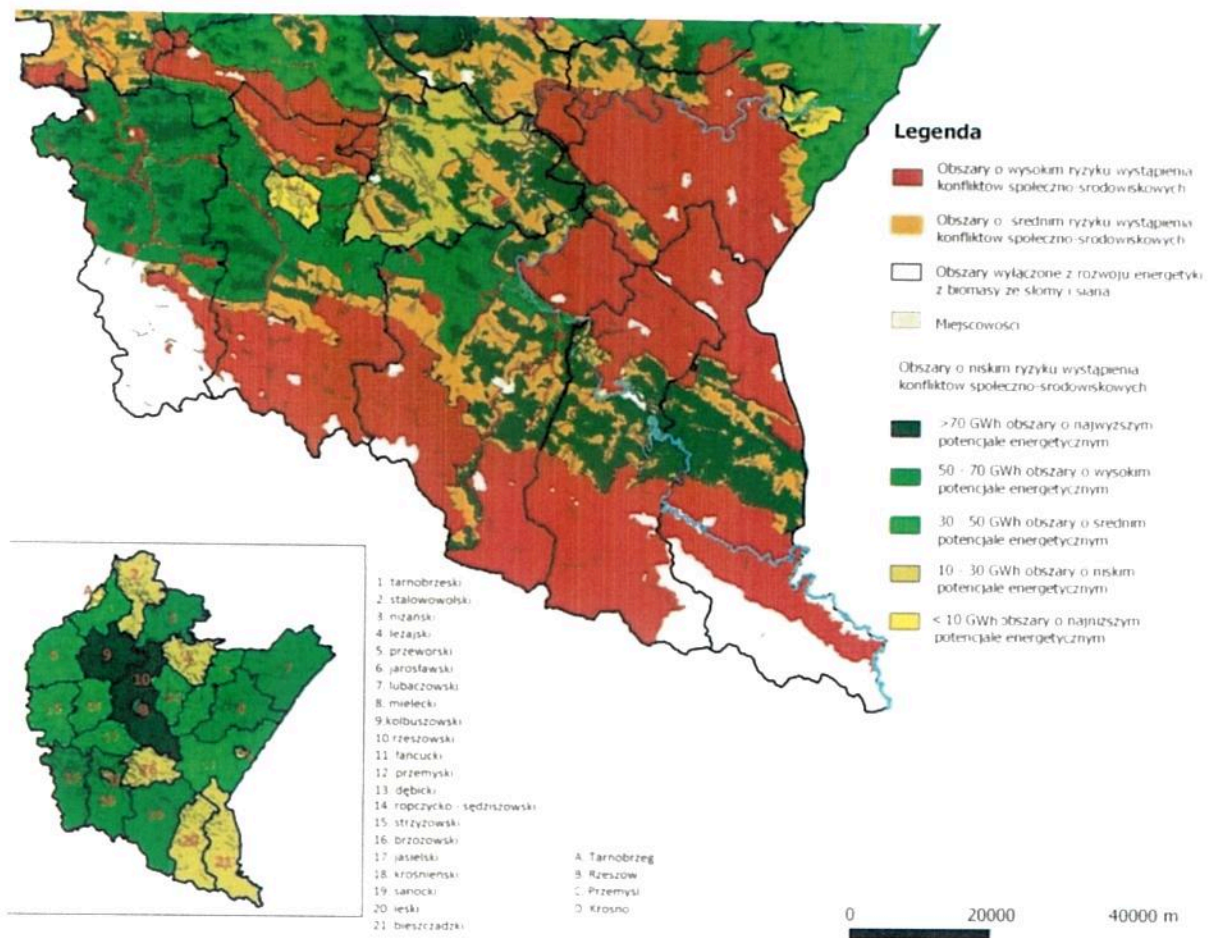 Legenda
Obszary o wysokim ryzyku wystąpienia
konfliktów społeczno-środowiskowych
Obszary o średnim ryzyku wystąpienia
konfliktów społeczno-środowiskowych
Obszary wyłączone z rozwoju energetyki
z biomasy ze słomy i siana
Miejscowości
Obszary o niskim ryzyku wystąpienia
konfliktów społeczno-środowiskowych
>70 GWh obszary o najwyższym
potencjale energetycznym
50 - 70 GWh obszary o wysokim
potencjale energetycznym
30 - 50 GWh obszary o średnim
potencjale energetycznym
10 - 30 GWh obszary o niskim
potencjale energetycznym
< 10 GWh obszary o najniższym
potencjale energetycznym
A
9
10
7
16
20
21
1. tarnobrzeski
2. stalowowolski
3. niżański
4. leżajski
5. przeworski
6. jarosławski
7. lubaczowski
8. mielecki
9. kolbuszowski
10. rzeszowski
11. łańcucki
12. przemyski
13. dębicki
14. ropczycko - sędziszowski
15. strzyżowski
16. brzozowski
17. jasielski
18. krośnieński
19. sanocki
20. leski
21. bieszczadzki
A. Tarnobrzeg
B. Rzeszów
C. Przemyśl
D. Krosno
0 20000 40000 m